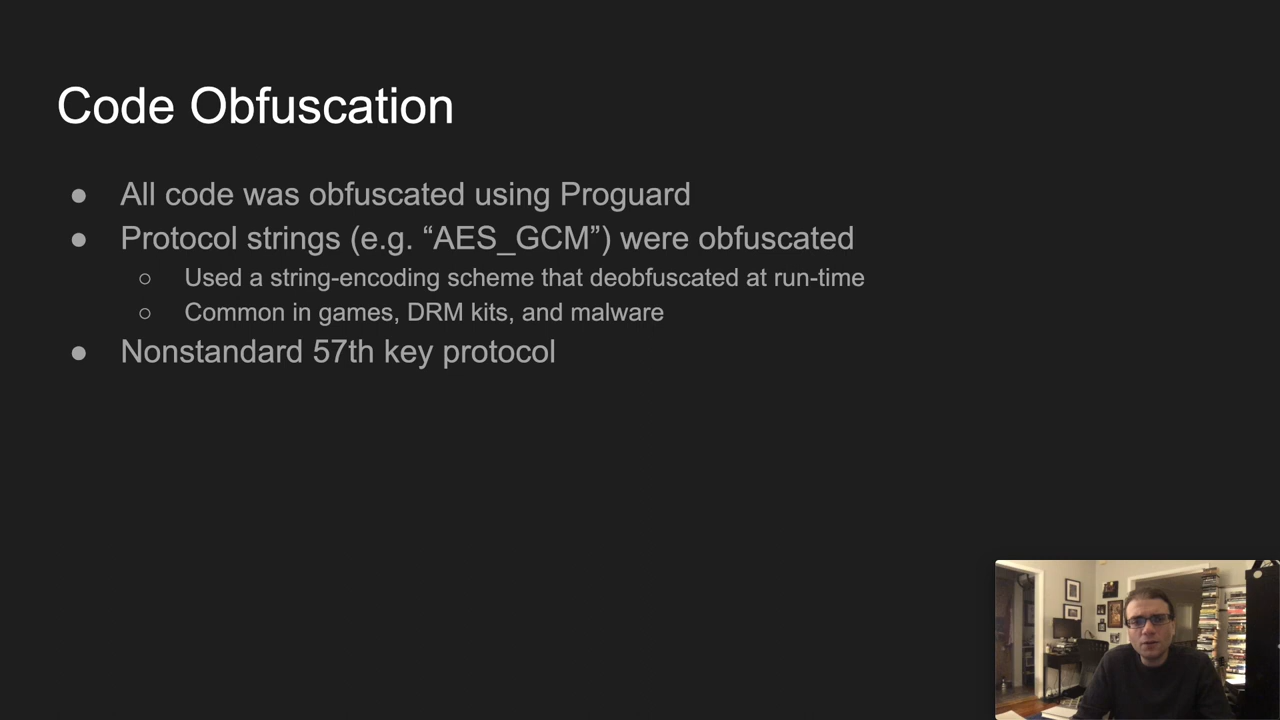 Code Obfuscation
● All code was obfuscated using Proguard
● Protocol strings (e.g. “AES_GCM”) were obfuscated
○ Used a string-encoding scheme that deobfuscated at run-time
○ Common in games, DRM kits, and malware
● Nonstandard 57th key protocol